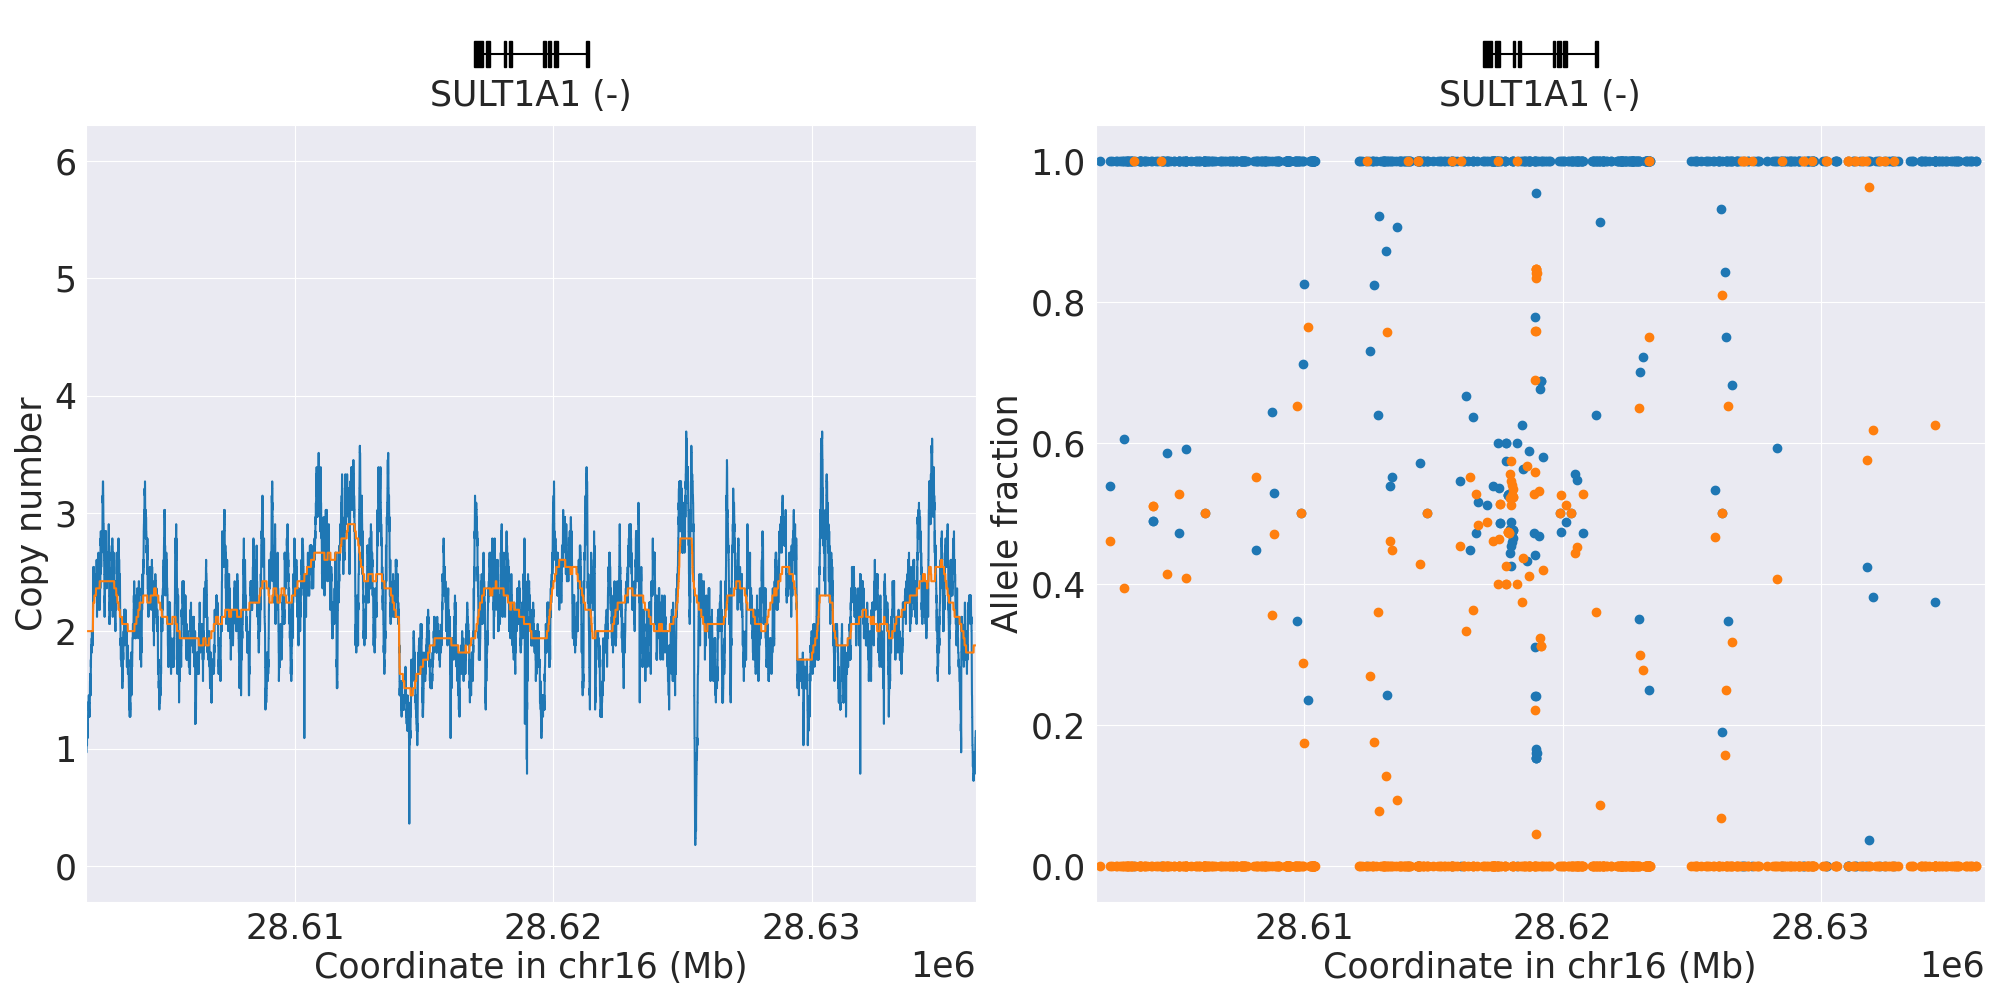 SULT1A1 (-)
6
5
4
3
2
1
0
Copy number
28.61
28.62
28.63
Coordinate in chr16 (Mb)
1e6
SULT1A1 (-)
1.0
0.8
0.6
0.4
0.2
0.0
Allele fraction
28.61
28.62
28.63
Coordinate in chr16 (Mb)
1e6